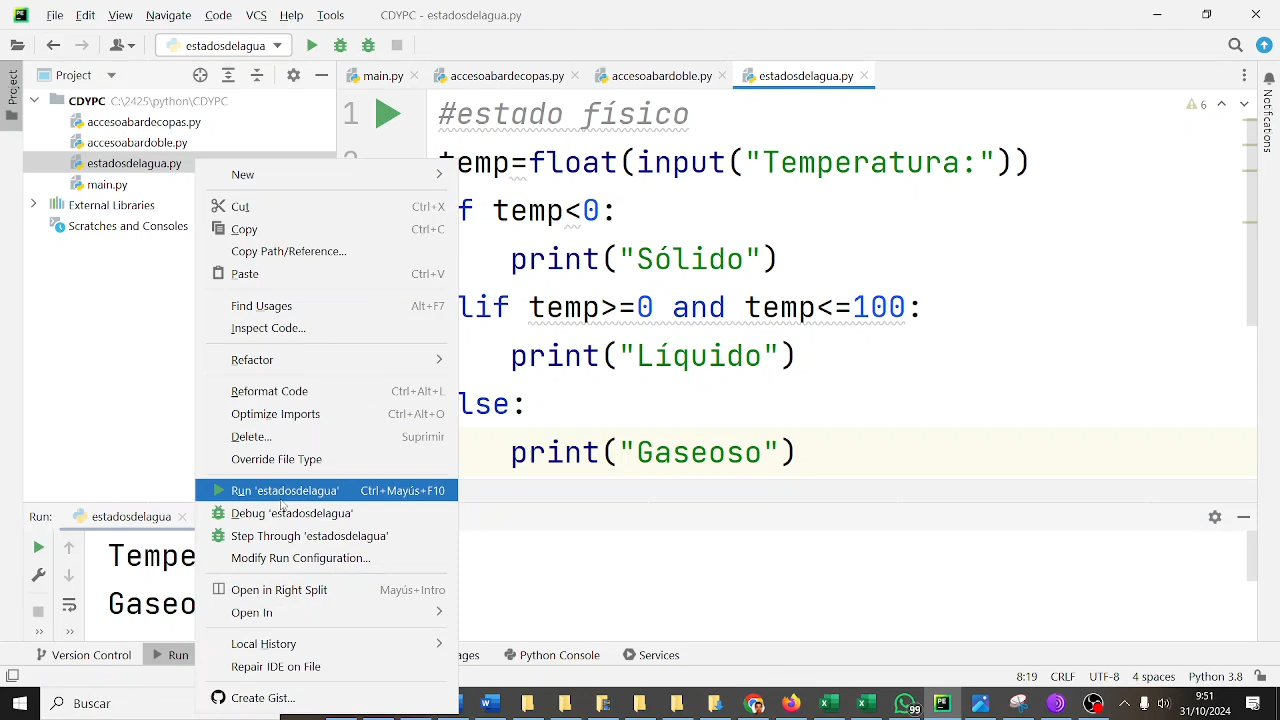 File Edit View Navigate Code VCS Help Tools CDYPC - estadosdelagua.py
estadosdelagua
Project
main.py accesoabardecopas.py accesoabardoble.py estadosdelagua.py
Project
CDYPC C:\2425\python\CDYPC
accesoabardecopas.py
accesoabardoble.py
estadosdelagua.py
main.py
External Libraries
Scratches and Consoles
Notifications
6
1 #estado físico
temp=float(input("Temperatura:"))
f temp<0:
print("Sólido")
lif temp>=0 and temp<=100:
print("Líquido")
lse:
print("Gaseoso")
New
Cut Ctrl+X
Copy Ctrl+C
Copy Path/Reference...
Paste Ctrl+V
Find Usages Alt+F7
Inspect Code...
Refactor
Reformat Code Ctrl+Alt+L
Optimize Imports Ctrl+Alt+O
Delete... Suprimir
Override File Type
Run 'estadosdelagua' Ctrl+Mayús+F10
Debug 'estadosdelagua'
Step Through 'estadosdelagua'
Modify Run Configuration...
Open in Right Split Mayús+Intro
Open In
Local History
Repair IDE on File
Create Gist...
Run: estadosdelagua
Tempe
Gaseo
Version Control Run ages Python Console Services
8:19 CRLF UTF-8 4 spaces Python 3.8
Buscar
99
31/10/2024